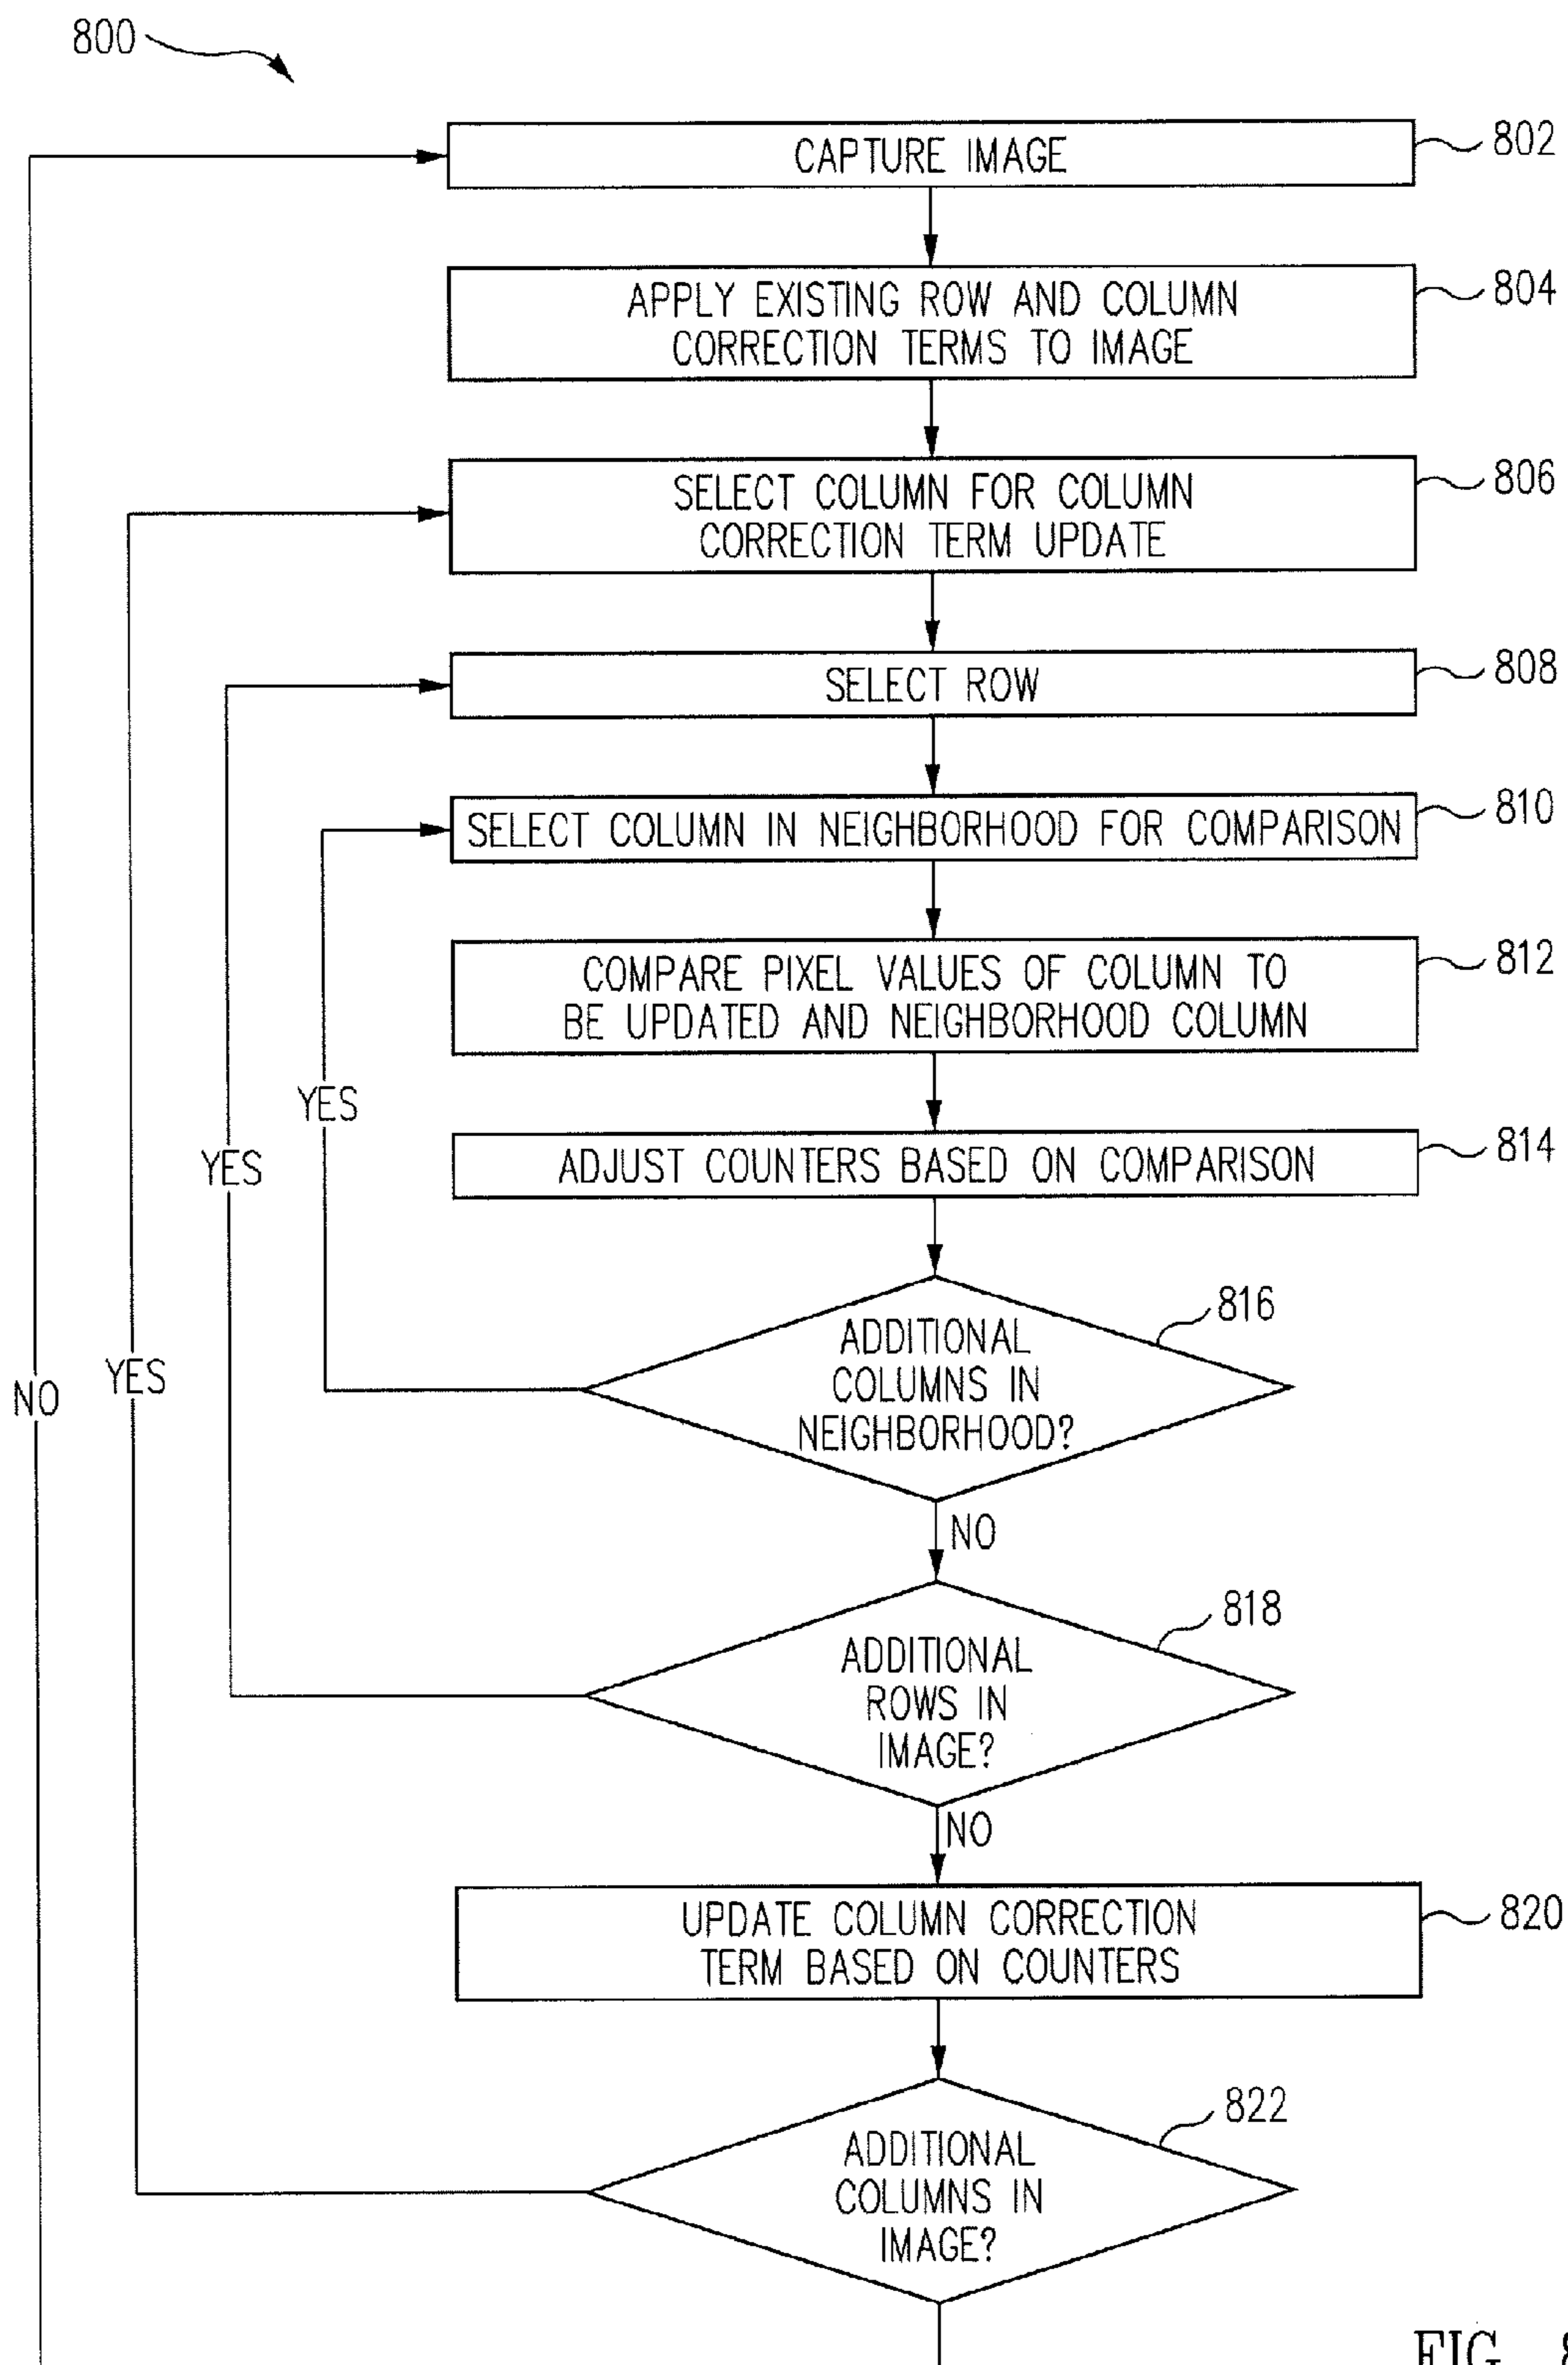 800
CAPTURE IMAGE
802
APPLY EXISTING ROW AND COLUMN
CORRECTION TERMS TO IMAGE
804
SELECT COLUMN FOR COLUMN
CORRECTION TERM UPDATE
806
SELECT ROW
808
SELECT COLUMN IN NEIGHBORHOOD FOR COMPARISON
810
COMPARE PIXEL VALUES OF COLUMN TO
BE UPDATED AND NEIGHBORHOOD COLUMN
812
YES
ADJUST COUNTERS BASED ON COMPARISON
814
YES
ADDITIONAL
COLUMNS IN
NEIGHBORHOOD?
816
YES
NO
NO
ADDITIONAL
ROWS IN
IMAGE?
818
NO
UPDATE COLUMN CORRECTION
TERM BASED ON COUNTERS
820
ADDITIONAL
COLUMNS IN
IMAGE?
822
FIG. 8